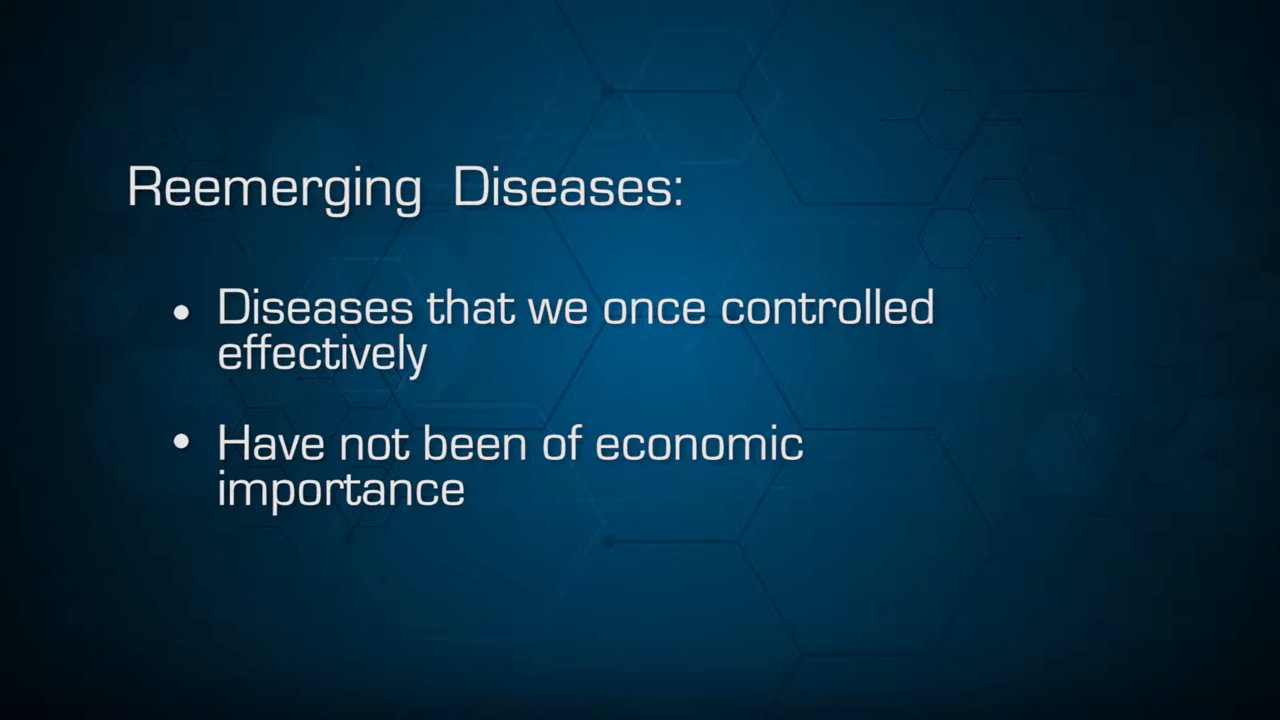 Reemerging Diseases:
• Diseases that we once controlled
effectively
• Have not been of economic
importance